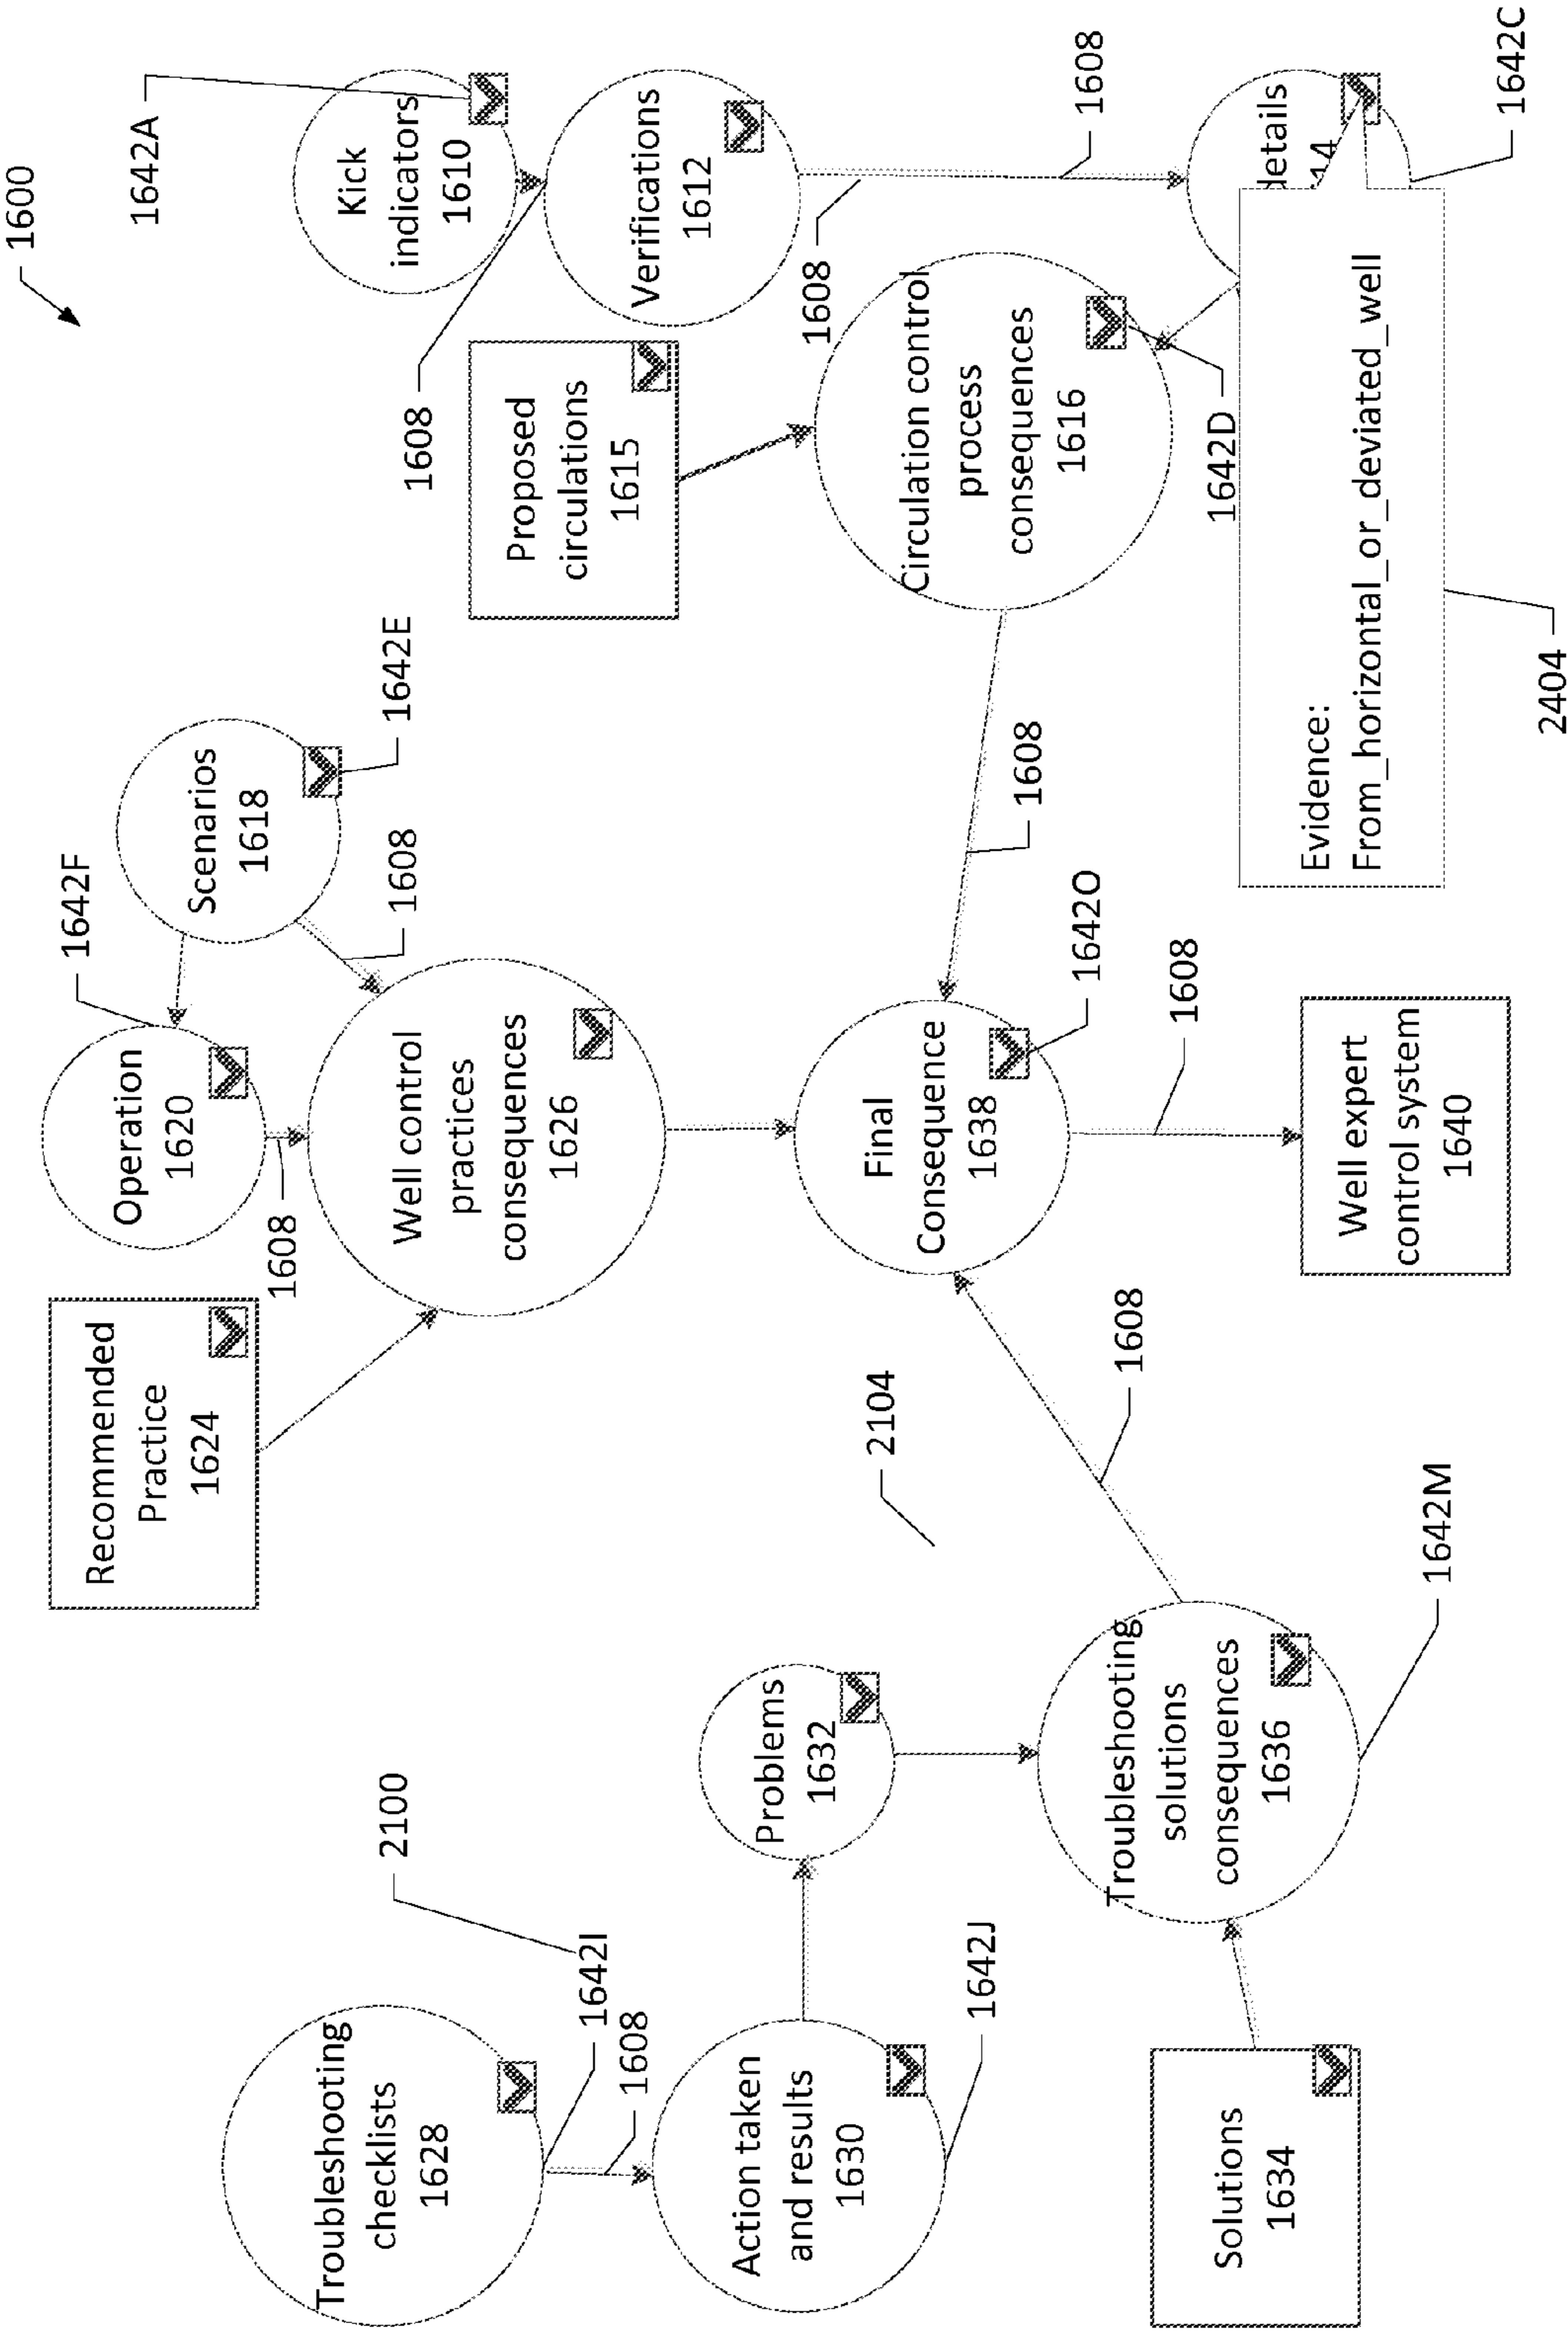 1600
Recommended
Practice
1624
Operation
1620
1608
1642F
Scenarios
1618
1642E
1608
Well control
practices
consequences
1626
1642A
Kick
indicators
1610
1608
Verifications
1612
1608
1608
Proposed
circulations
1615
Circulation control
process
consequences
1616
1642D
details
1642C
Evidence:
From_horizontal_or_deviated_well
2404
Troubleshooting
checklists
1628
2100
1642I
1608
Action taken
and results
1630
1642J
Problems
1632
2104
Troubleshooting
solutions
consequences
1636
1642M
Solutions
1634
1608
Final
Consequence
1638
1642O
1608
1608
Well expert
control system
1640